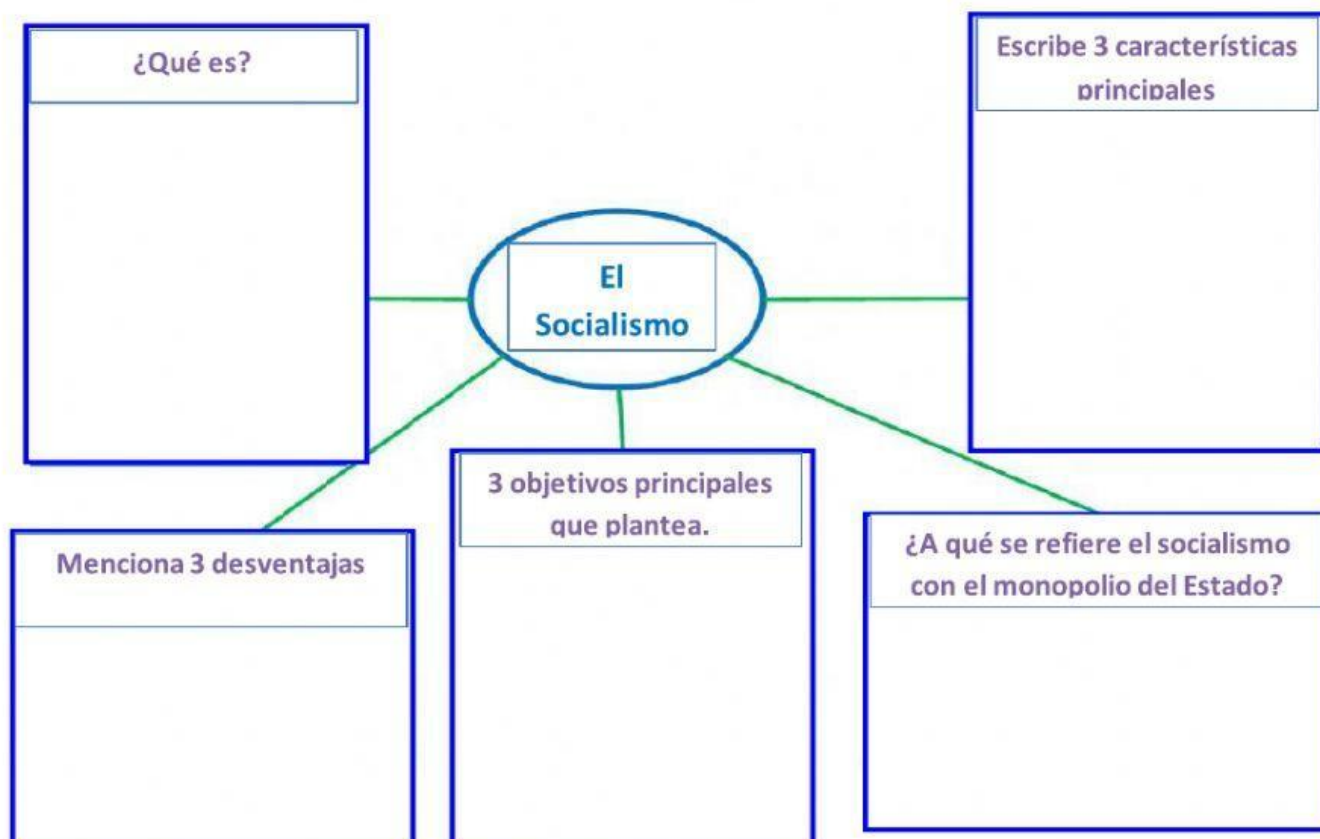 ¿Qué es?
Escribe 3 características
principales
El
Socialismo
3 objetivos principales
que plantea.
Menciona 3 desventajas
¿A qué se refiere el socialismo
con el monopolio del Estado?